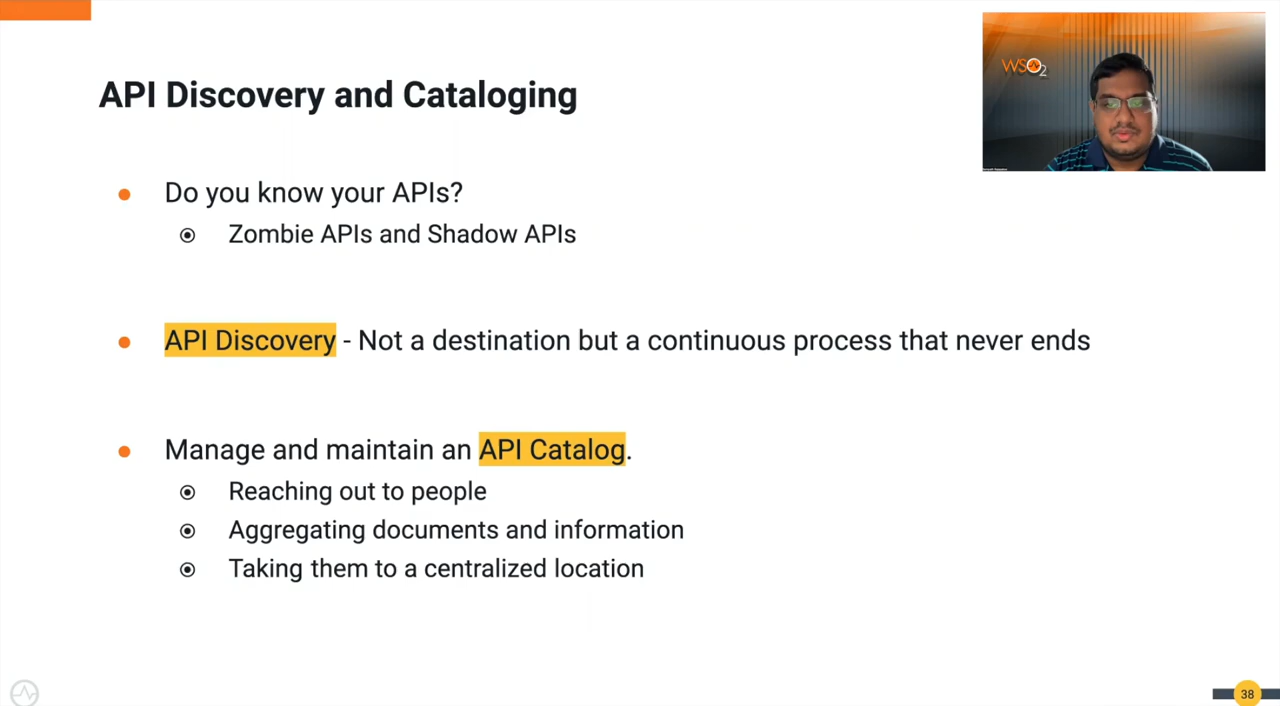 API Discovery and Cataloging
WSO2
Do you know your APIs?
Zombie APIs and Shadow APIs
API Discovery - Not a destination but a continuous process that never ends
Manage and maintain an API Catalog.
Reaching out to people
Aggregating documents and information
Taking them to a centralized location
38